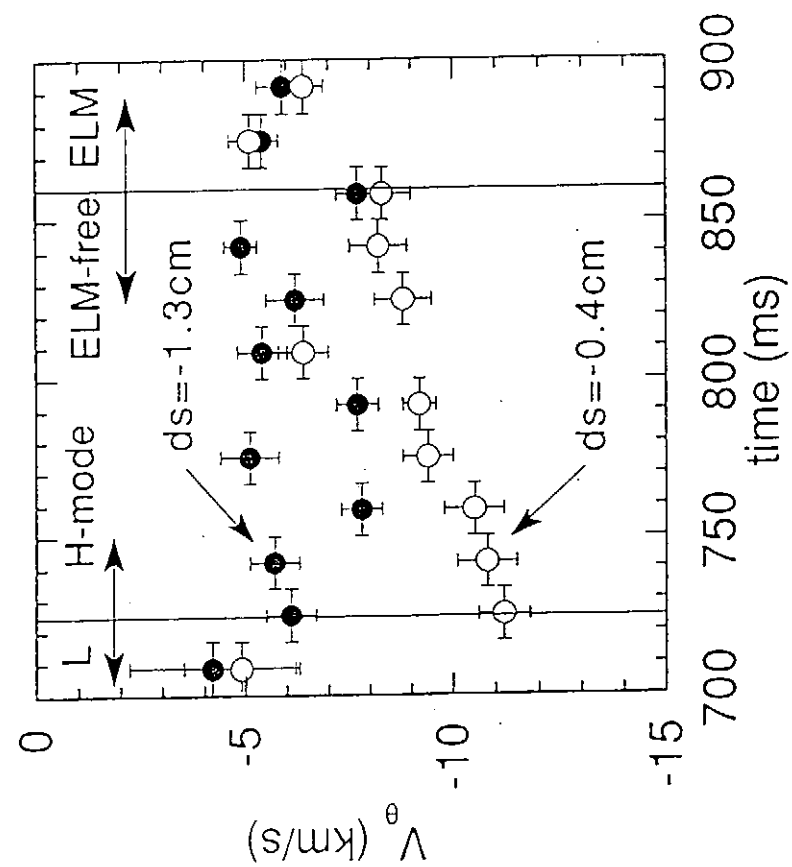 L H-mode ELM-free ELM
ds=-1.3cm
ds=-0.4cm
0
-5
-10
-15
V_θ (km/s)
700 750 800 850 900
time (ms)